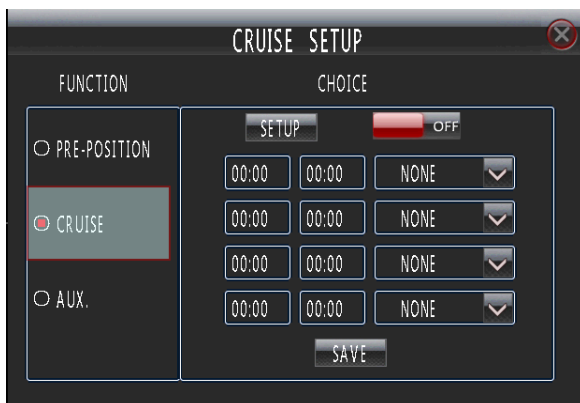 CRUISE SETUP
FUNCTION CHOICE
SETUP OFF
PRE-POSITION
00:00 00:00 NONE
CRUISE
00:00 00:00 NONE
00:00 00:00 NONE
AUX.
00:00 00:00 NONE
SAVE